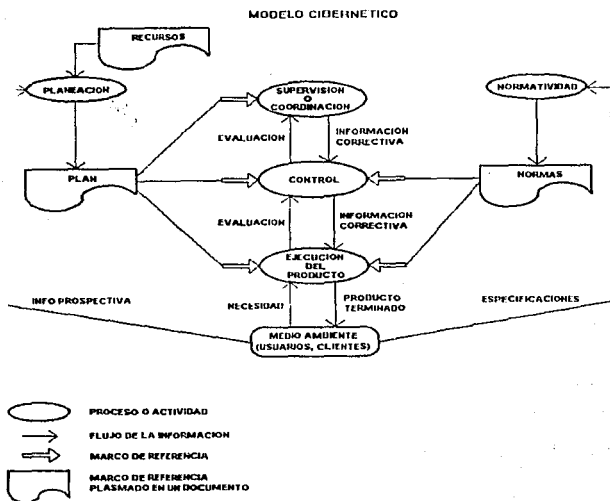 MODELO CIBERNETICO
RECURSOS
PLANEACION
SUPERVISION
O
COORDINACION
NORMATIVIDAD
EVALUACION
INFORMACION
CORRECTIVA
PLAN
CONTROL
NORMAS
EVALUACION
INFORMACION
CORRECTIVA
EJECUCION
DEL
PRODUCTO
INFO PROSPECTIVA
NECESIDAD
PRODUCTO
TERMINADO
ESPECIFICACIONES
MEDIO AMBIENTE
(USUARIOS, CLIENTES)
PROCESO O ACTIVIDAD
FLUJO DE LA INFORMACION
MARCO DE REFERENCIA
MARCO DE REFERENCIA
PLASMADO EN UN DOCUMENTO